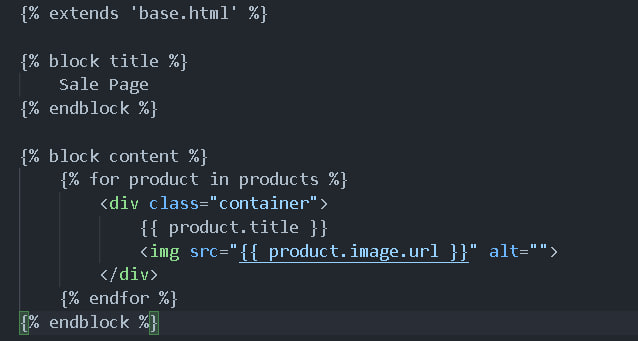 {% extends 'base.html' %}
{% block title %}
Sale Page
{% endblock %}
{% block content %}
{% for product in products %}
<div class="container">
{{ product.title }}
<img src="{{ product.image.url }}" alt="">
</div>
{% endfor %}
{% endblock %}